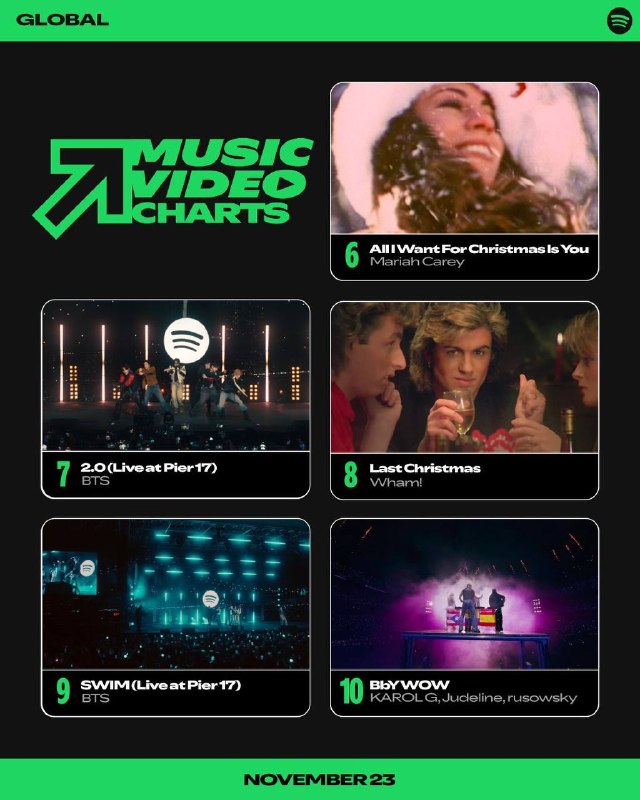 GLOBAL
MUSIC
VIDEO
CHARTS
6 All I Want For Christmas Is You
Mariah Carey
7 2.0 (Live at Pier 17)
BTS
8 Last Christmas
Wham!
9 SWIM (Live at Pier 17)
BTS
10 BbY WOW
KAROL G, Judeline, rusowsky
NOVEMBER 23